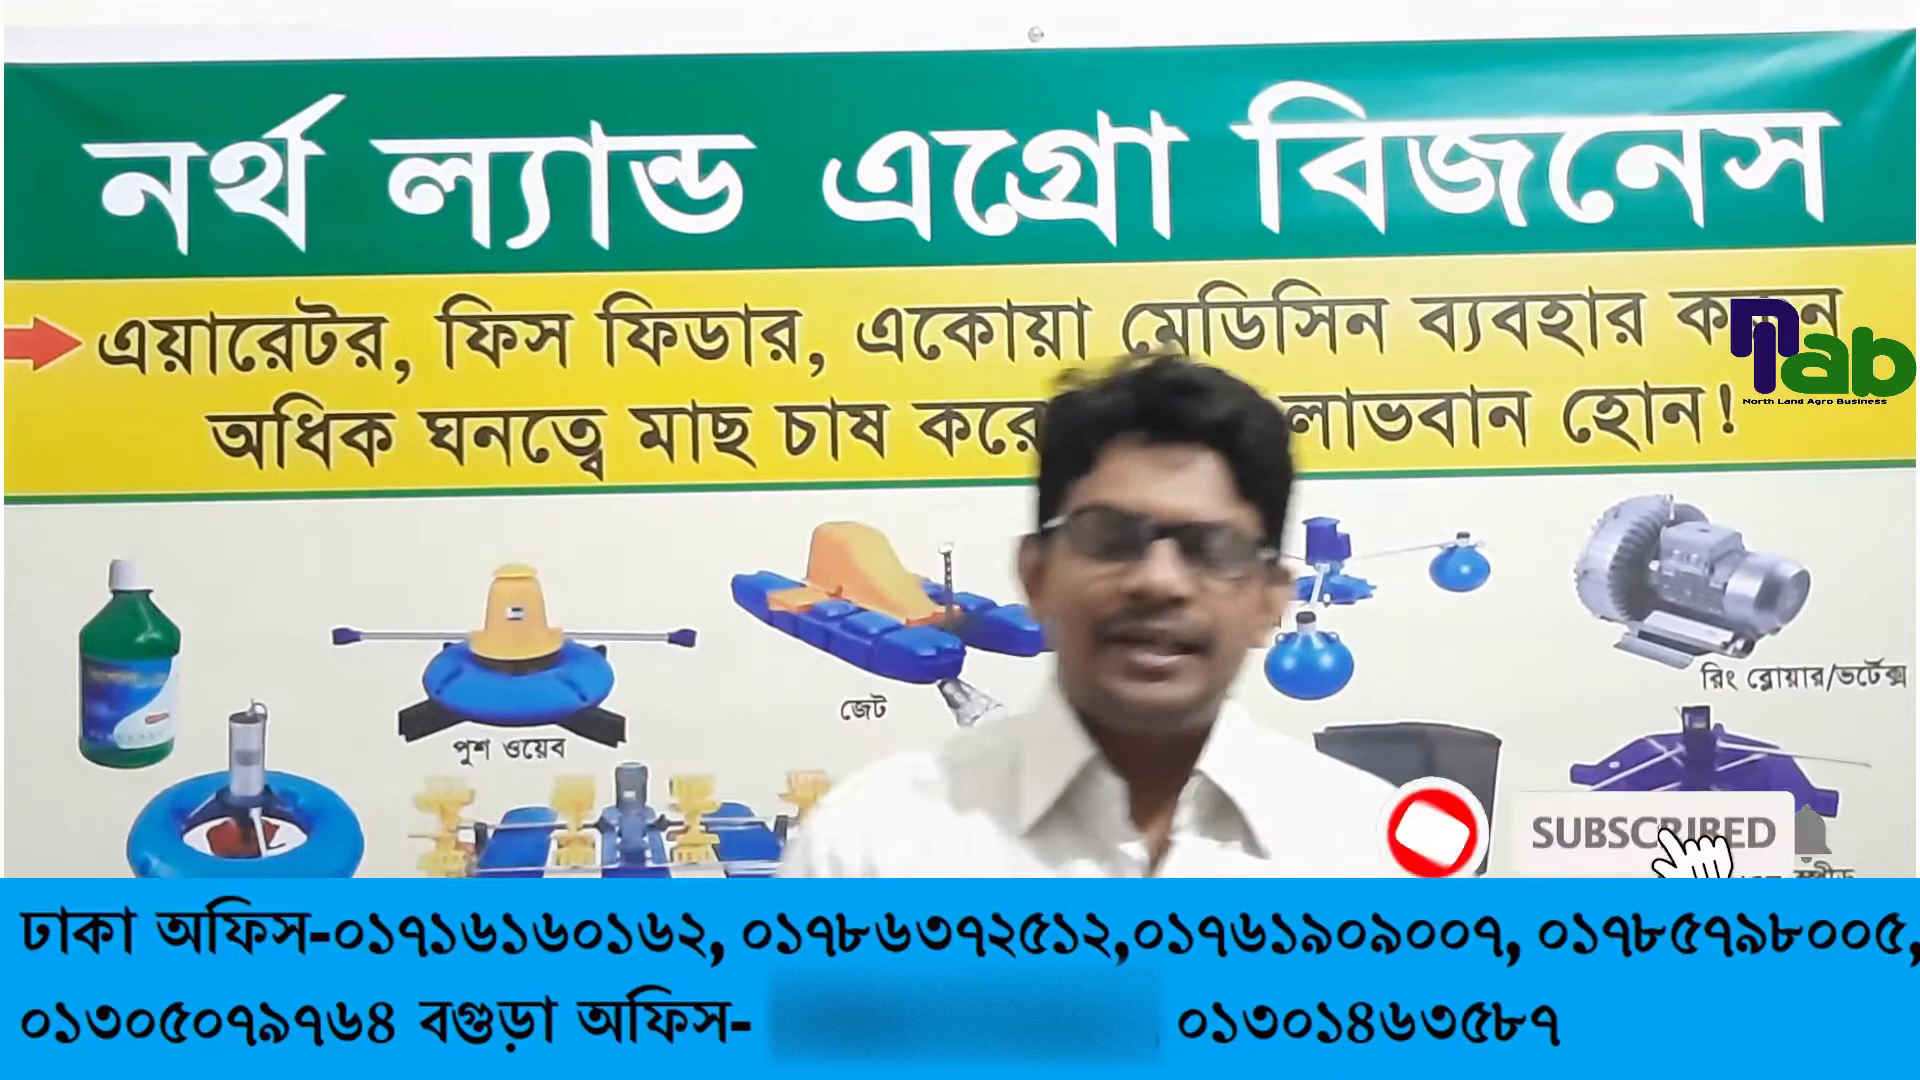 নর্থ ল্যান্ড এগ্রো বিজনেস
এয়ারেটর, ফিস ফিডার, একোয়া মেডিসিন ব্যবহার
অধিক ঘনত্বে মাছ চাষ করে লাভবান হোন!
nab
North Land Agro Business
রিং ব্লোয়ার/ভর্টেক্স
জেট
পুশ ওয়েব
SUBSCRIBED
স্পীড
ঢাকা অফিস-০১৭১৬১৬০১৬২, ০১৭৮৬৩৭২৫১২,০১৭৬১৯০৯০০৭, ০১৭৮৫৭৯৮০০৫,
০১৩০৫০৭৯৭৬৪ বগুড়া অফিস- ০১৩০১৪৬৩৫৮৭